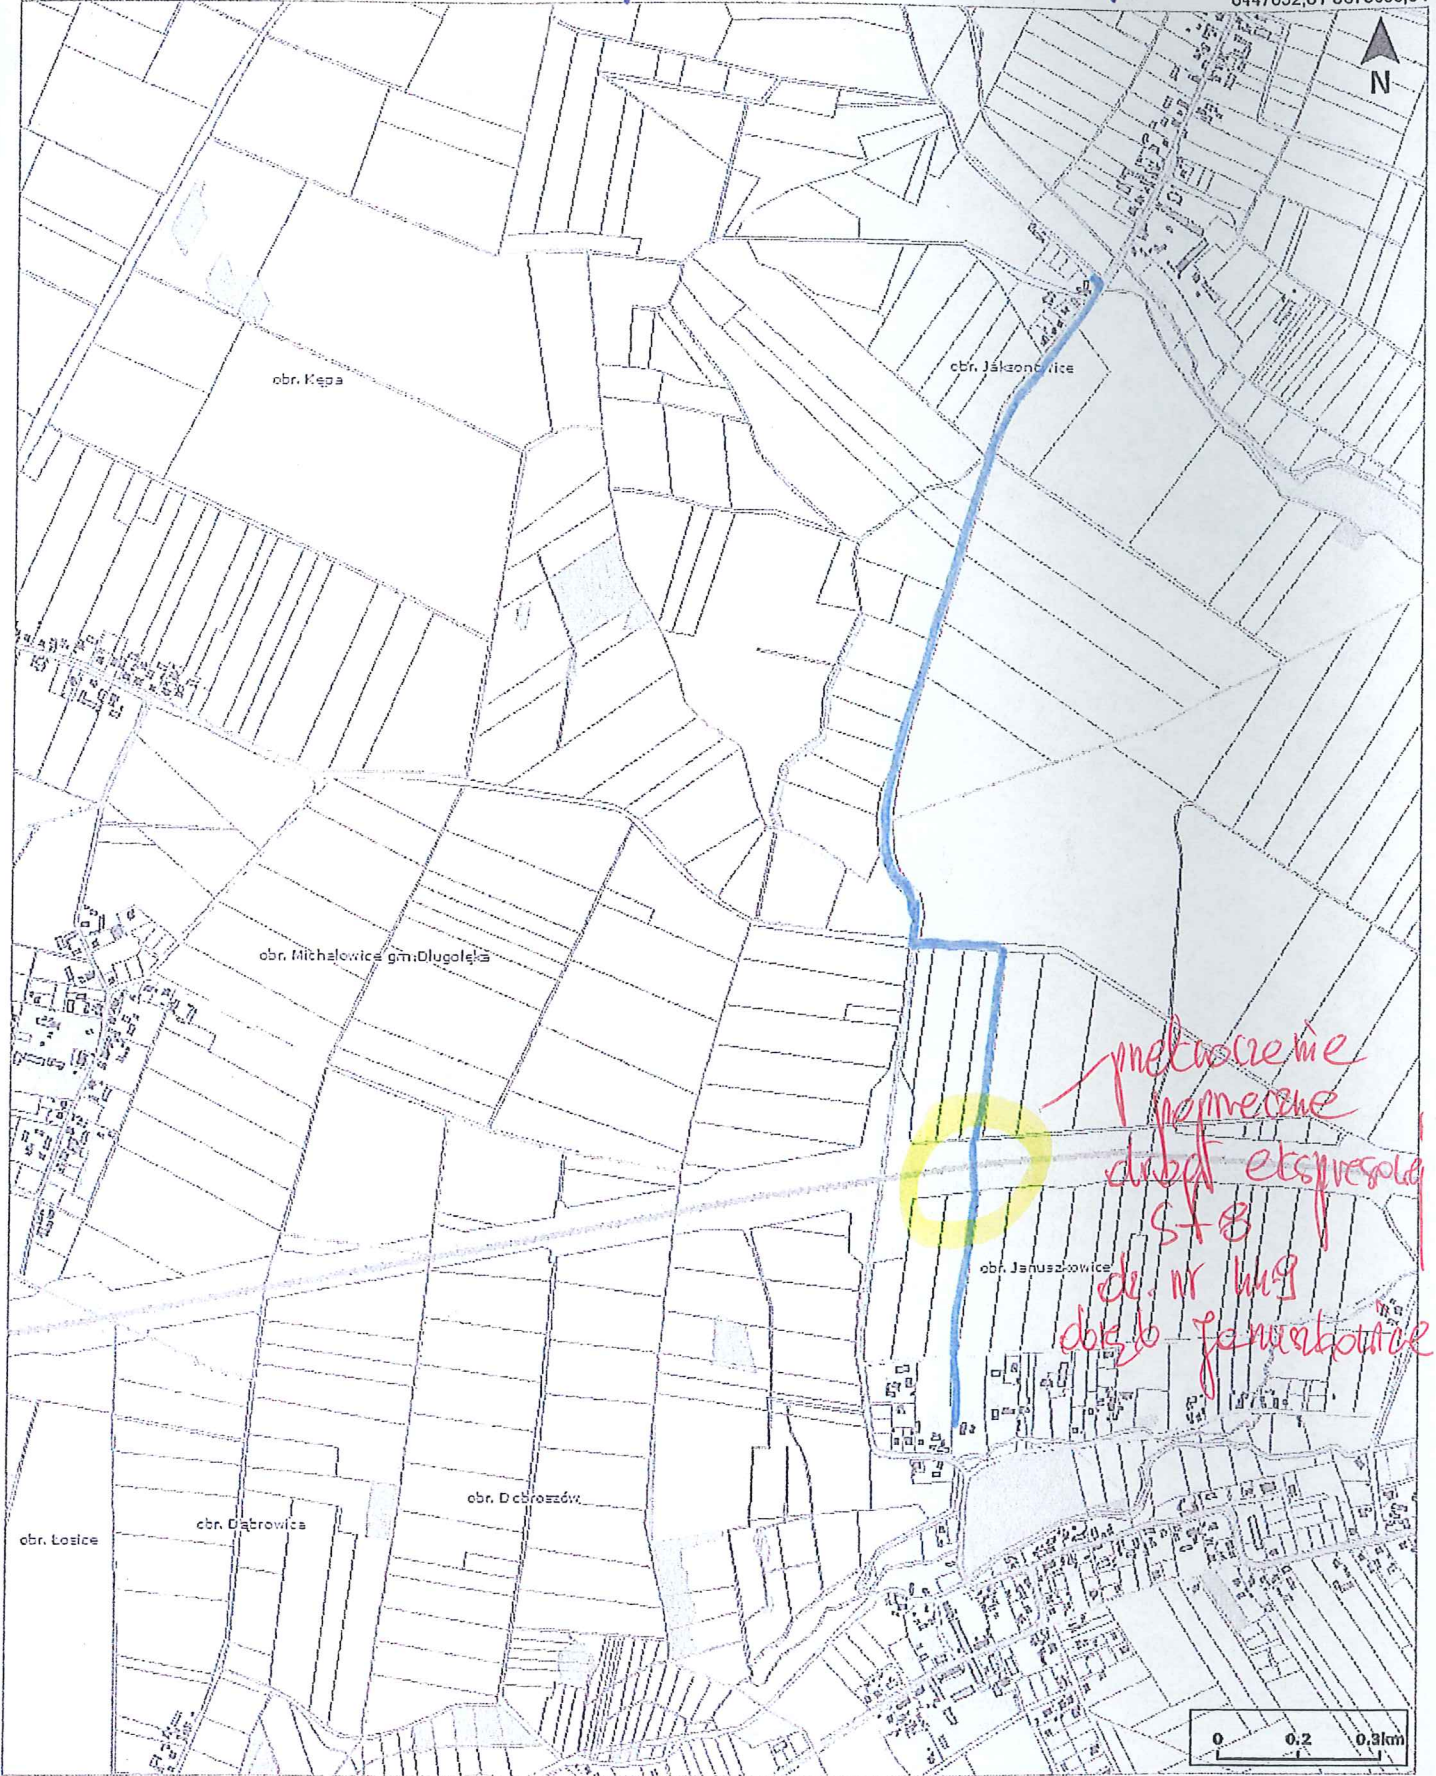 N
obr. Kępa
obr. Jaksonowice
obr. Michałowice gm.Długołęka
przekroczenie
poprzeczne
drogi ekspresowej
S-8
obr. Januszkowice
dz. nr
obręb Januszkowice
obr. Dobroszów
obr. Dąbrowica
obr. Łosice
0 0.2 0.3km